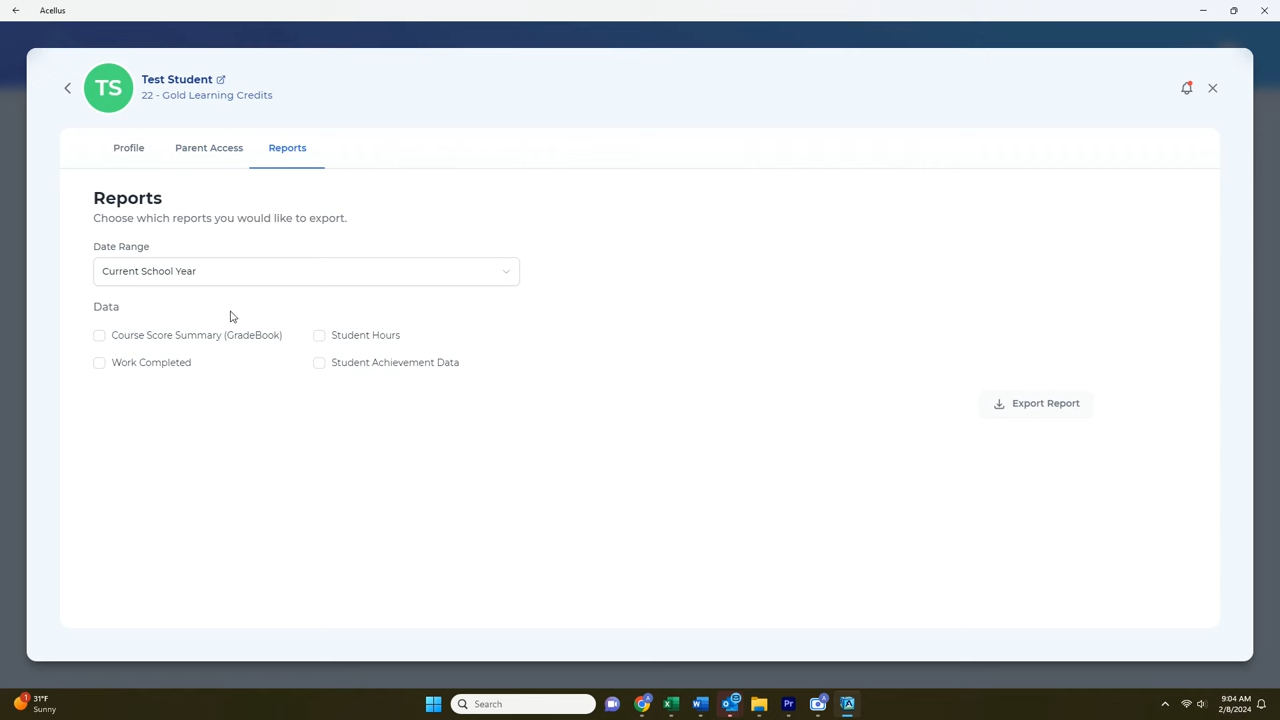 Acellus
TS
Test Student
22 - Gold Learning Credits
Profile
Parent Access
Reports
Reports
Choose which reports you would like to export.
Date Range
Current School Year
Data
Course Score Summary (GradeBook)
Student Hours
Work Completed
Student Achievement Data
Export Report
1
31°F
Sunny
Search
Pr
9:04 AM
2/8/2024